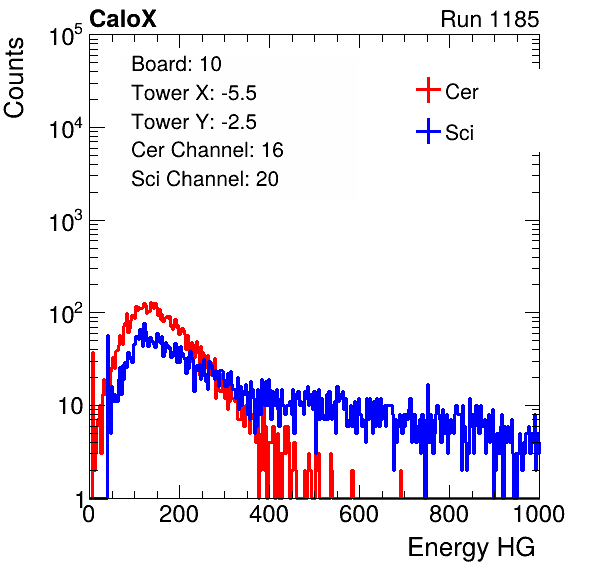 CaloX
Run 1185
Counts
10^5
10^4
10^3
10^2
10
1
Board: 10
Tower X: -5.5
Tower Y: -2.5
Cer Channel: 16
Sci Channel: 20
Cer
Sci
0 200 400 600 800 1000
Energy HG